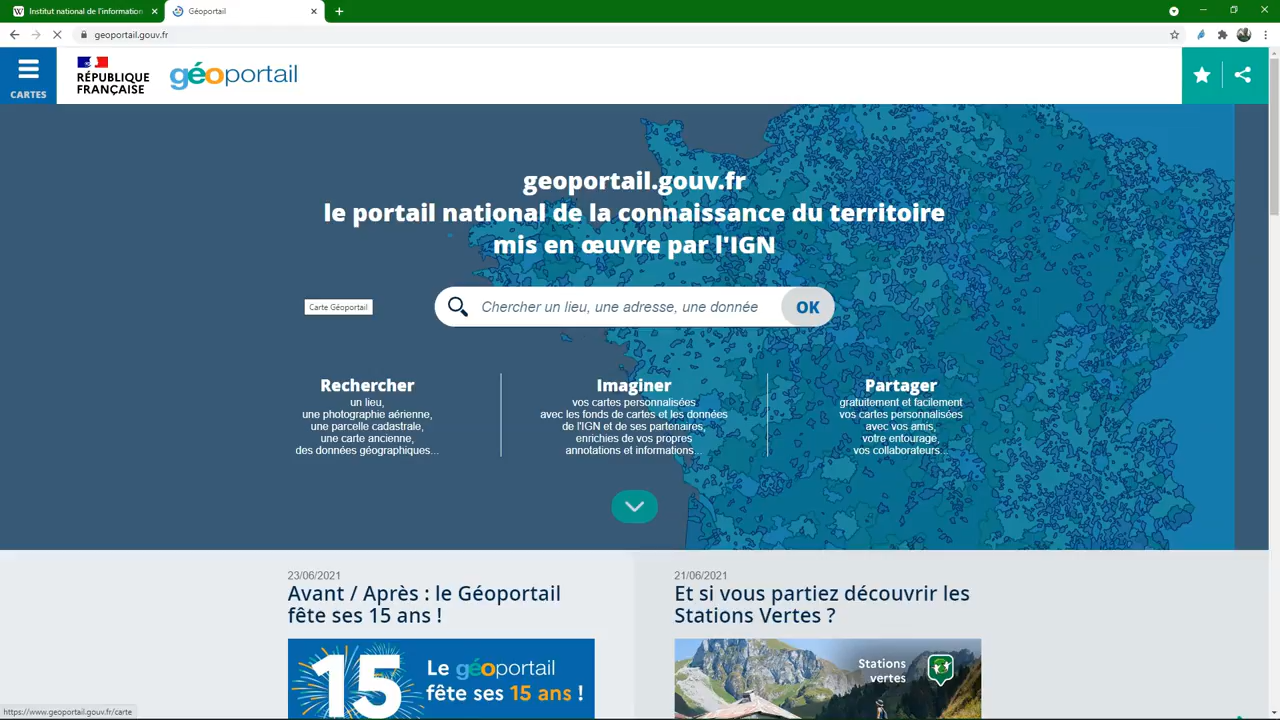 Institut national de l'information
Géoportail
geoportail.gouv.fr
CARTES
RÉPUBLIQUE
FRANÇAISE
géoportail
geoportail.gouv.fr
le portail national de la connaissance du territoire
mis en œuvre par l'IGN
Carte Géoportail
Chercher un lieu, une adresse, une donnée
OK
Rechercher
un lieu,
une photographie aérienne,
une parcelle cadastrale,
une carte ancienne,
des données géographiques...
Imaginer
vos cartes personnalisées
avec les fonds de cartes et les données
de l'IGN et de ses partenaires,
enrichies de vos propres
annotations et informations...
Partager
gratuitement et facilement
vos cartes personnalisées
avec vos amis,
votre entourage,
vos collaborateurs...
23/06/2021
Avant / Après : le Géoportail
fête ses 15 ans !
15
Le géoportail
fête ses 15 ans !
21/06/2021
Et si vous partiez découvrir les
Stations Vertes ?
Stations
vertes
https://www.geoportail.gouv.fr/carte